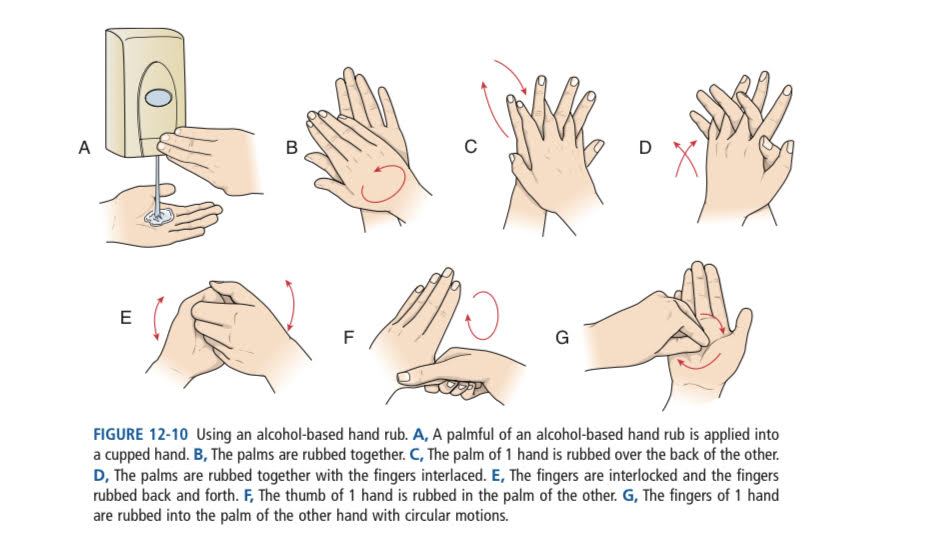 A
B
C
D
E
F
G
FIGURE 12-10 Using an alcohol-based hand rub. A, A palmful of an alcohol-based hand rub is applied into
a cupped hand. B, The palms are rubbed together. C, The palm of 1 hand is rubbed over the back of the other.
D, The palms are rubbed together with the fingers interlaced. E, The fingers are interlocked and the fingers
rubbed back and forth. F, The thumb of 1 hand is rubbed in the palm of the other. G, The fingers of 1 hand
are rubbed into the palm of the other hand with circular motions.